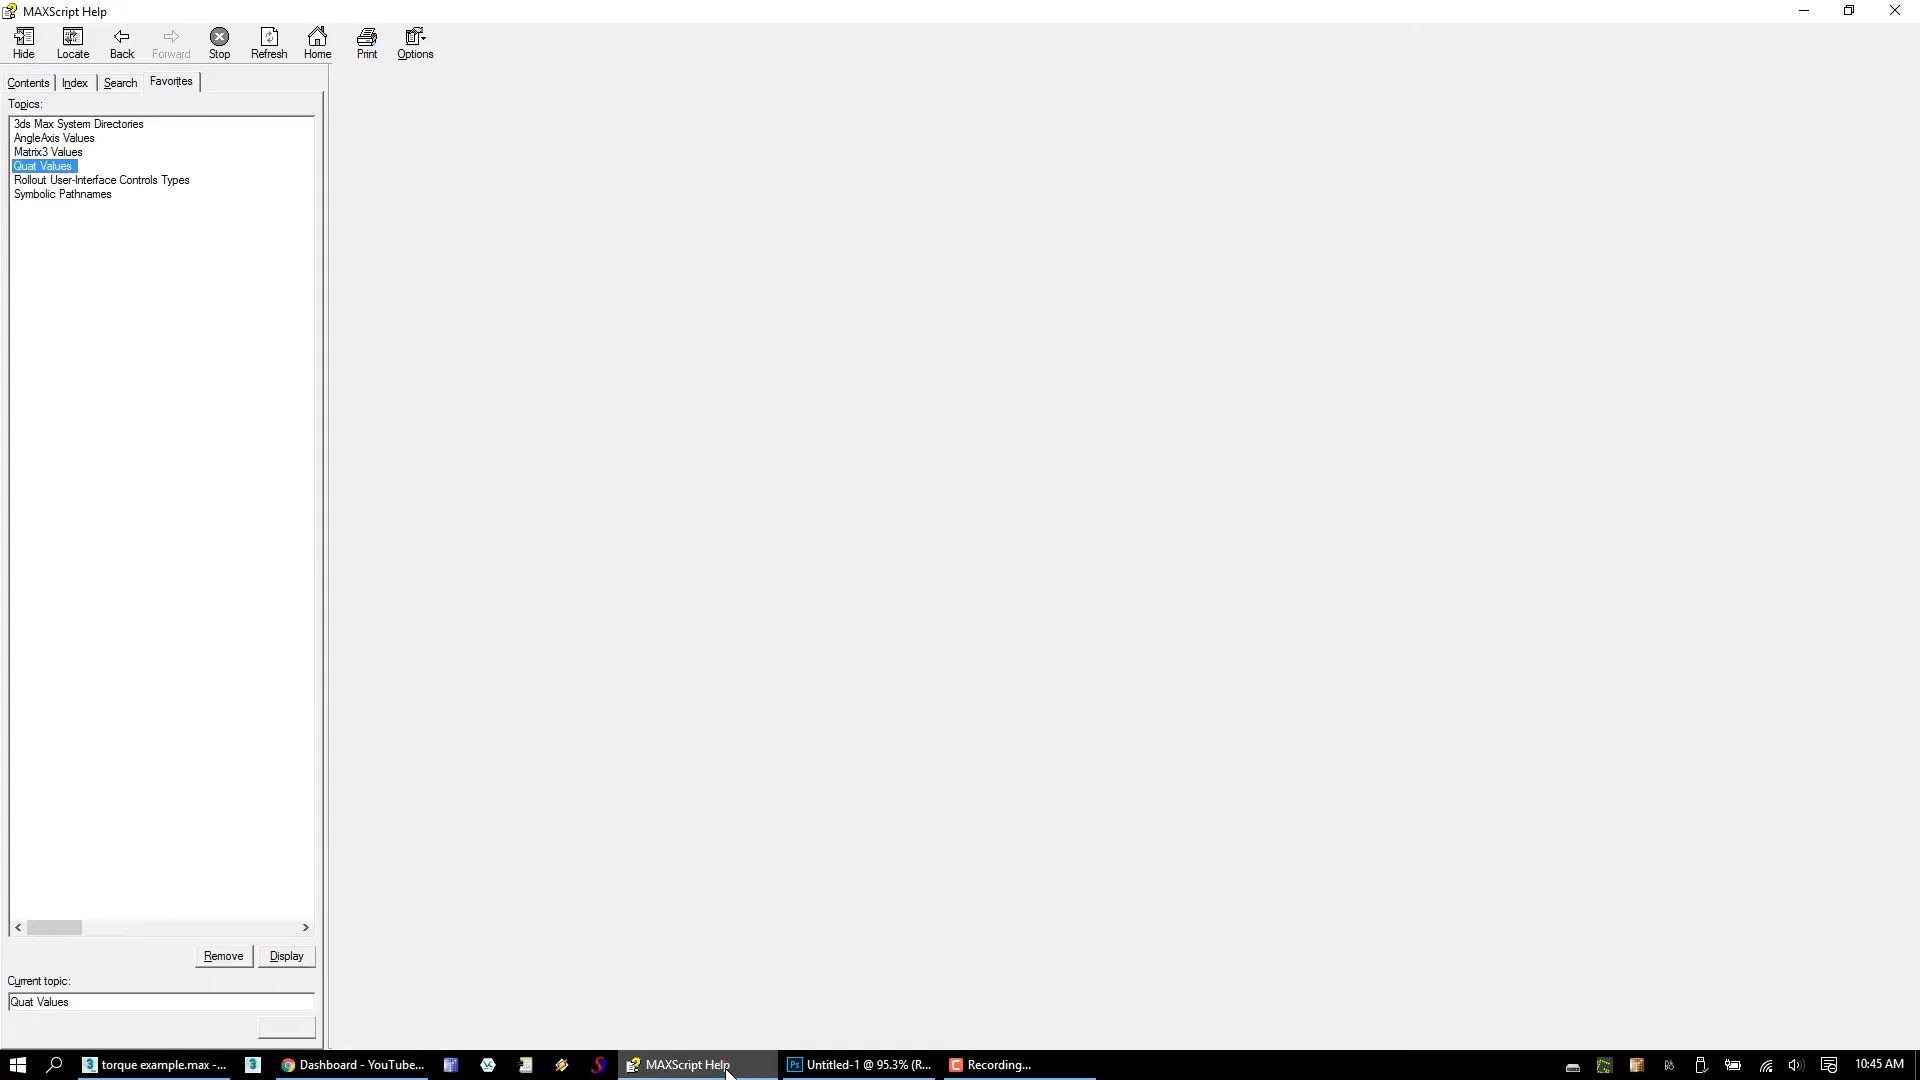 MAXScript Help
Hide
Locate
Back
Forward
Stop
Refresh
Home
Print
Options
Contents
Index
Search
Favorites
Topics:
3ds Max System Directories
AngleAxis Values
Matrix3 Values
Quat Values
Rollout User-Interface Controls Types
Symbolic Pathnames
Remove
Display
Current topic:
Quat Values
torque example.max -...
Dashboard - YouTube...
MAXScript Help
Untitled-1 @ 95.3% (R...
Recording...
10:45 AM